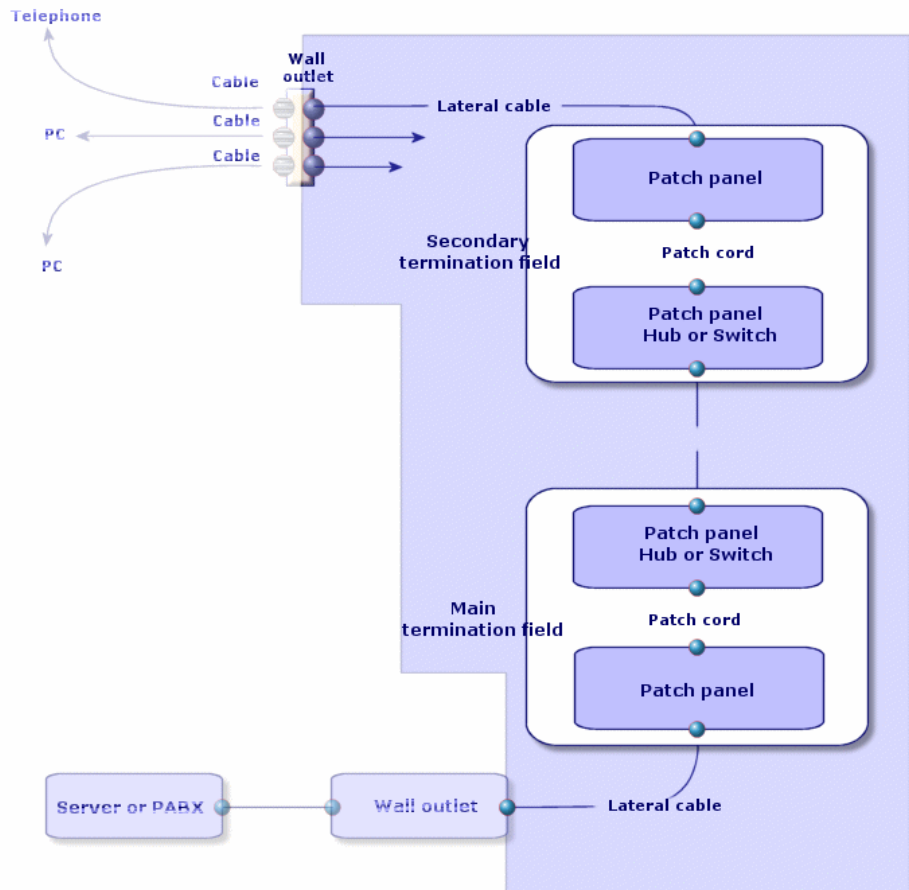 Telephone
Wall
outlet
Cable
Lateral cable
Cable
PC
Cable
Patch panel
Secondary
termination field
Patch cord
PC
Patch panel
Hub or Switch
Patch panel
Hub or Switch
Main
termination field
Patch cord
Patch panel
Server or PABX
Wall outlet
Lateral cable